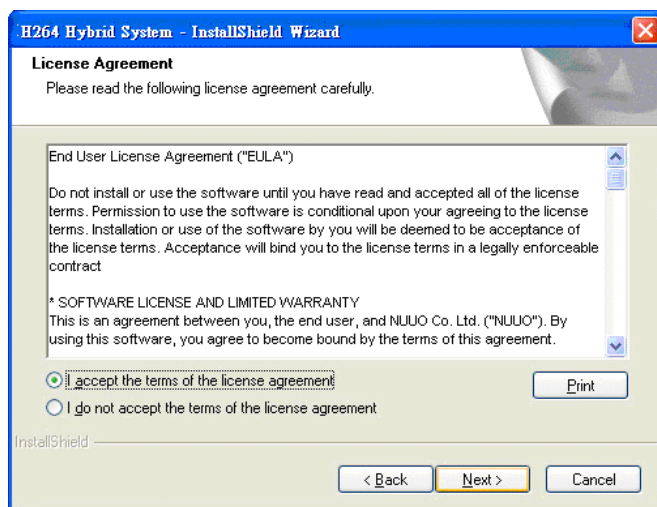 H264 Hybrid System - InstallShield Wizard
License Agreement
Please read the following license agreement carefully.
End User License Agreement ("EULA")
Do not install or use the software until you have read and accepted all of the license
terms. Permission to use the software is conditional upon your agreeing to the license
terms. Installation or use of the software by you will be deemed to be acceptance of
the license terms. Acceptance will bind you to the license terms in a legally enforceable
contract
* SOFTWARE LICENSE AND LIMITED WARRANTY
This is an agreement between you, the end user, and NUUO Co. Ltd. ("NUUO"). By
using this software, you agree to become bound by the terms of this agreement.
I accept the terms of the license agreement
Print
I do not accept the terms of the license agreement
InstallShield
< Back
Next >
Cancel